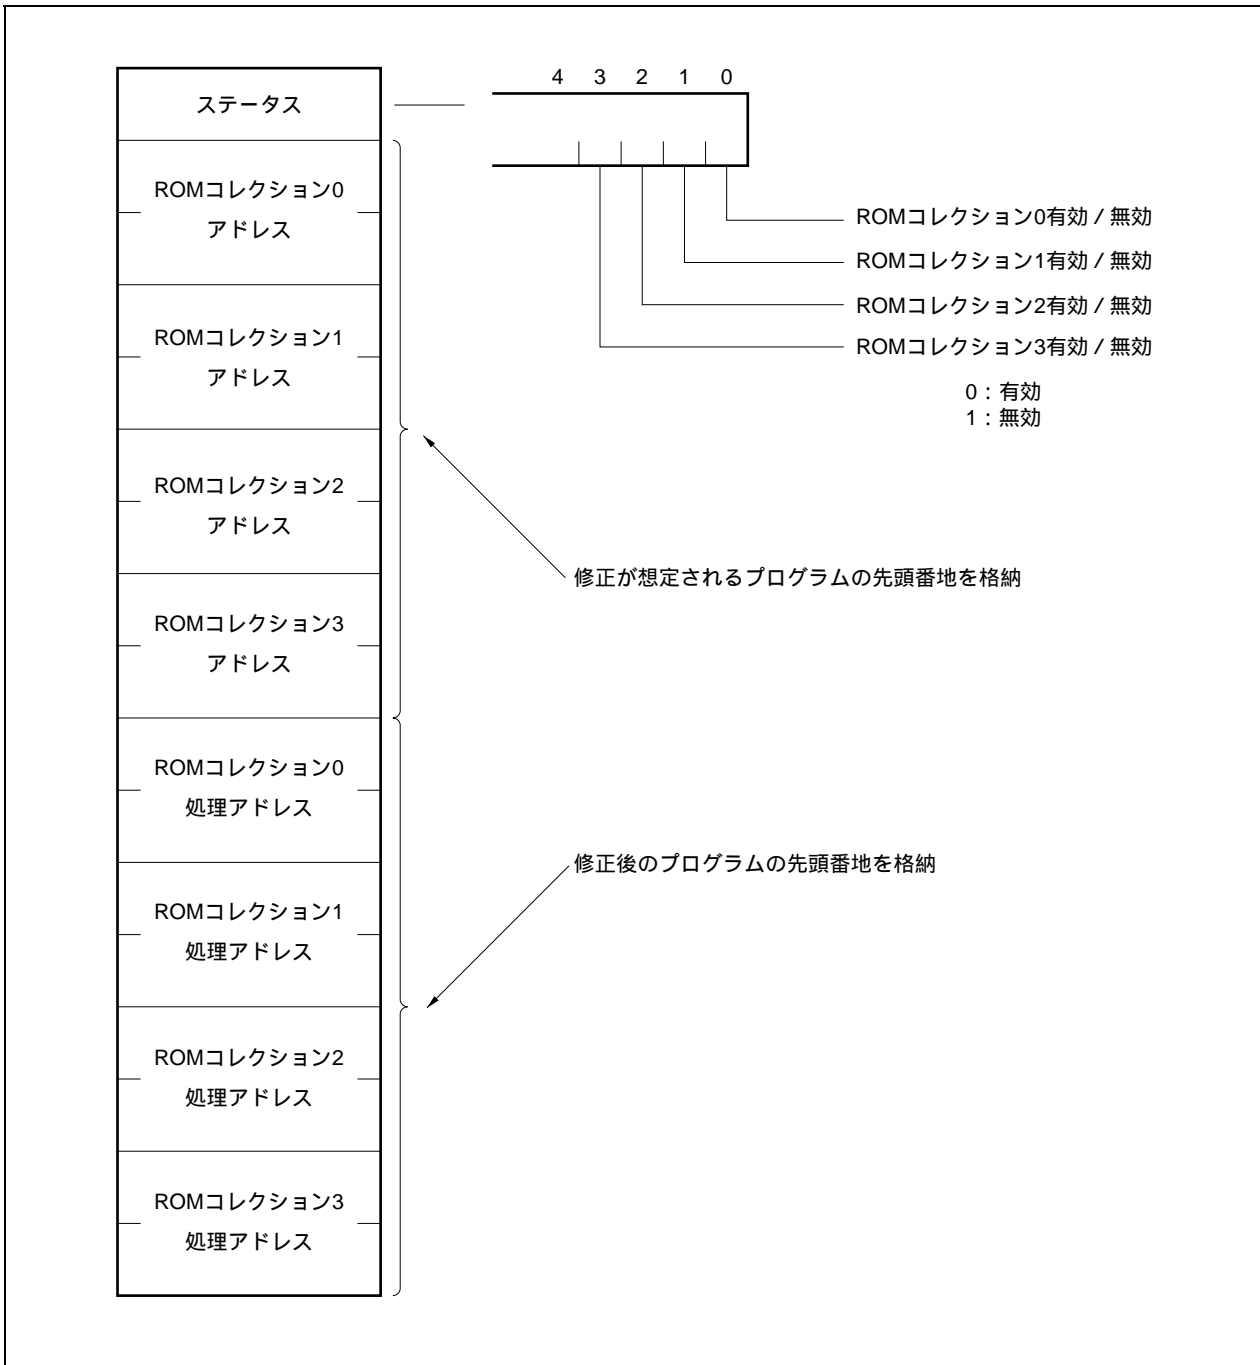 ステータス
4 3 2 1 0
ROMコレクション0
アドレス
ROMコレクション1
アドレス
ROMコレクション2
アドレス
ROMコレクション3
アドレス
ROMコレクション0
処理アドレス
ROMコレクション1
処理アドレス
ROMコレクション2
処理アドレス
ROMコレクション3
処理アドレス
ROMコレクション0有効／無効
ROMコレクション1有効／無効
ROMコレクション2有効／無効
ROMコレクション3有効／無効
0：有効
1：無効
修正が想定されるプログラムの先頭番地を格納
修正後のプログラムの先頭番地を格納